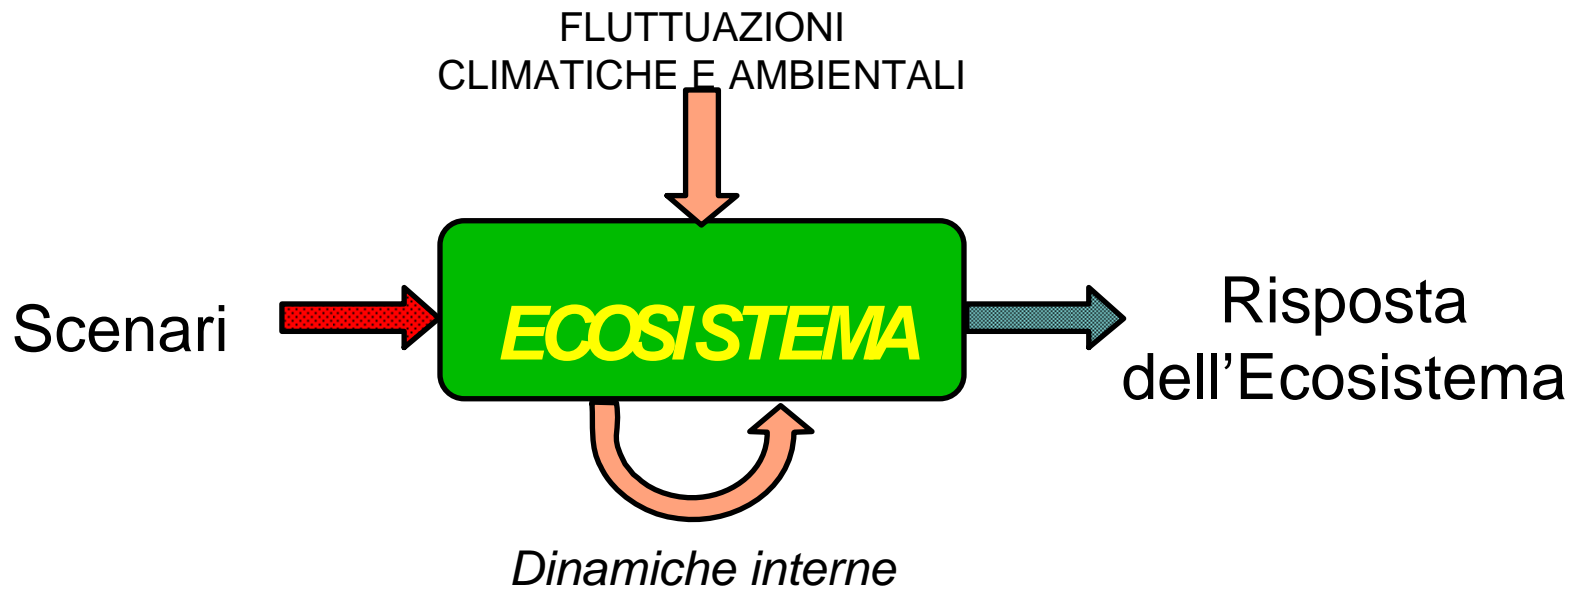 FLUTTUAZIONI
CLIMATICHE E AMBIENTALI
Scenari
ECOSISTEMA
Risposta
dell’Ecosistema
Dinamiche interne